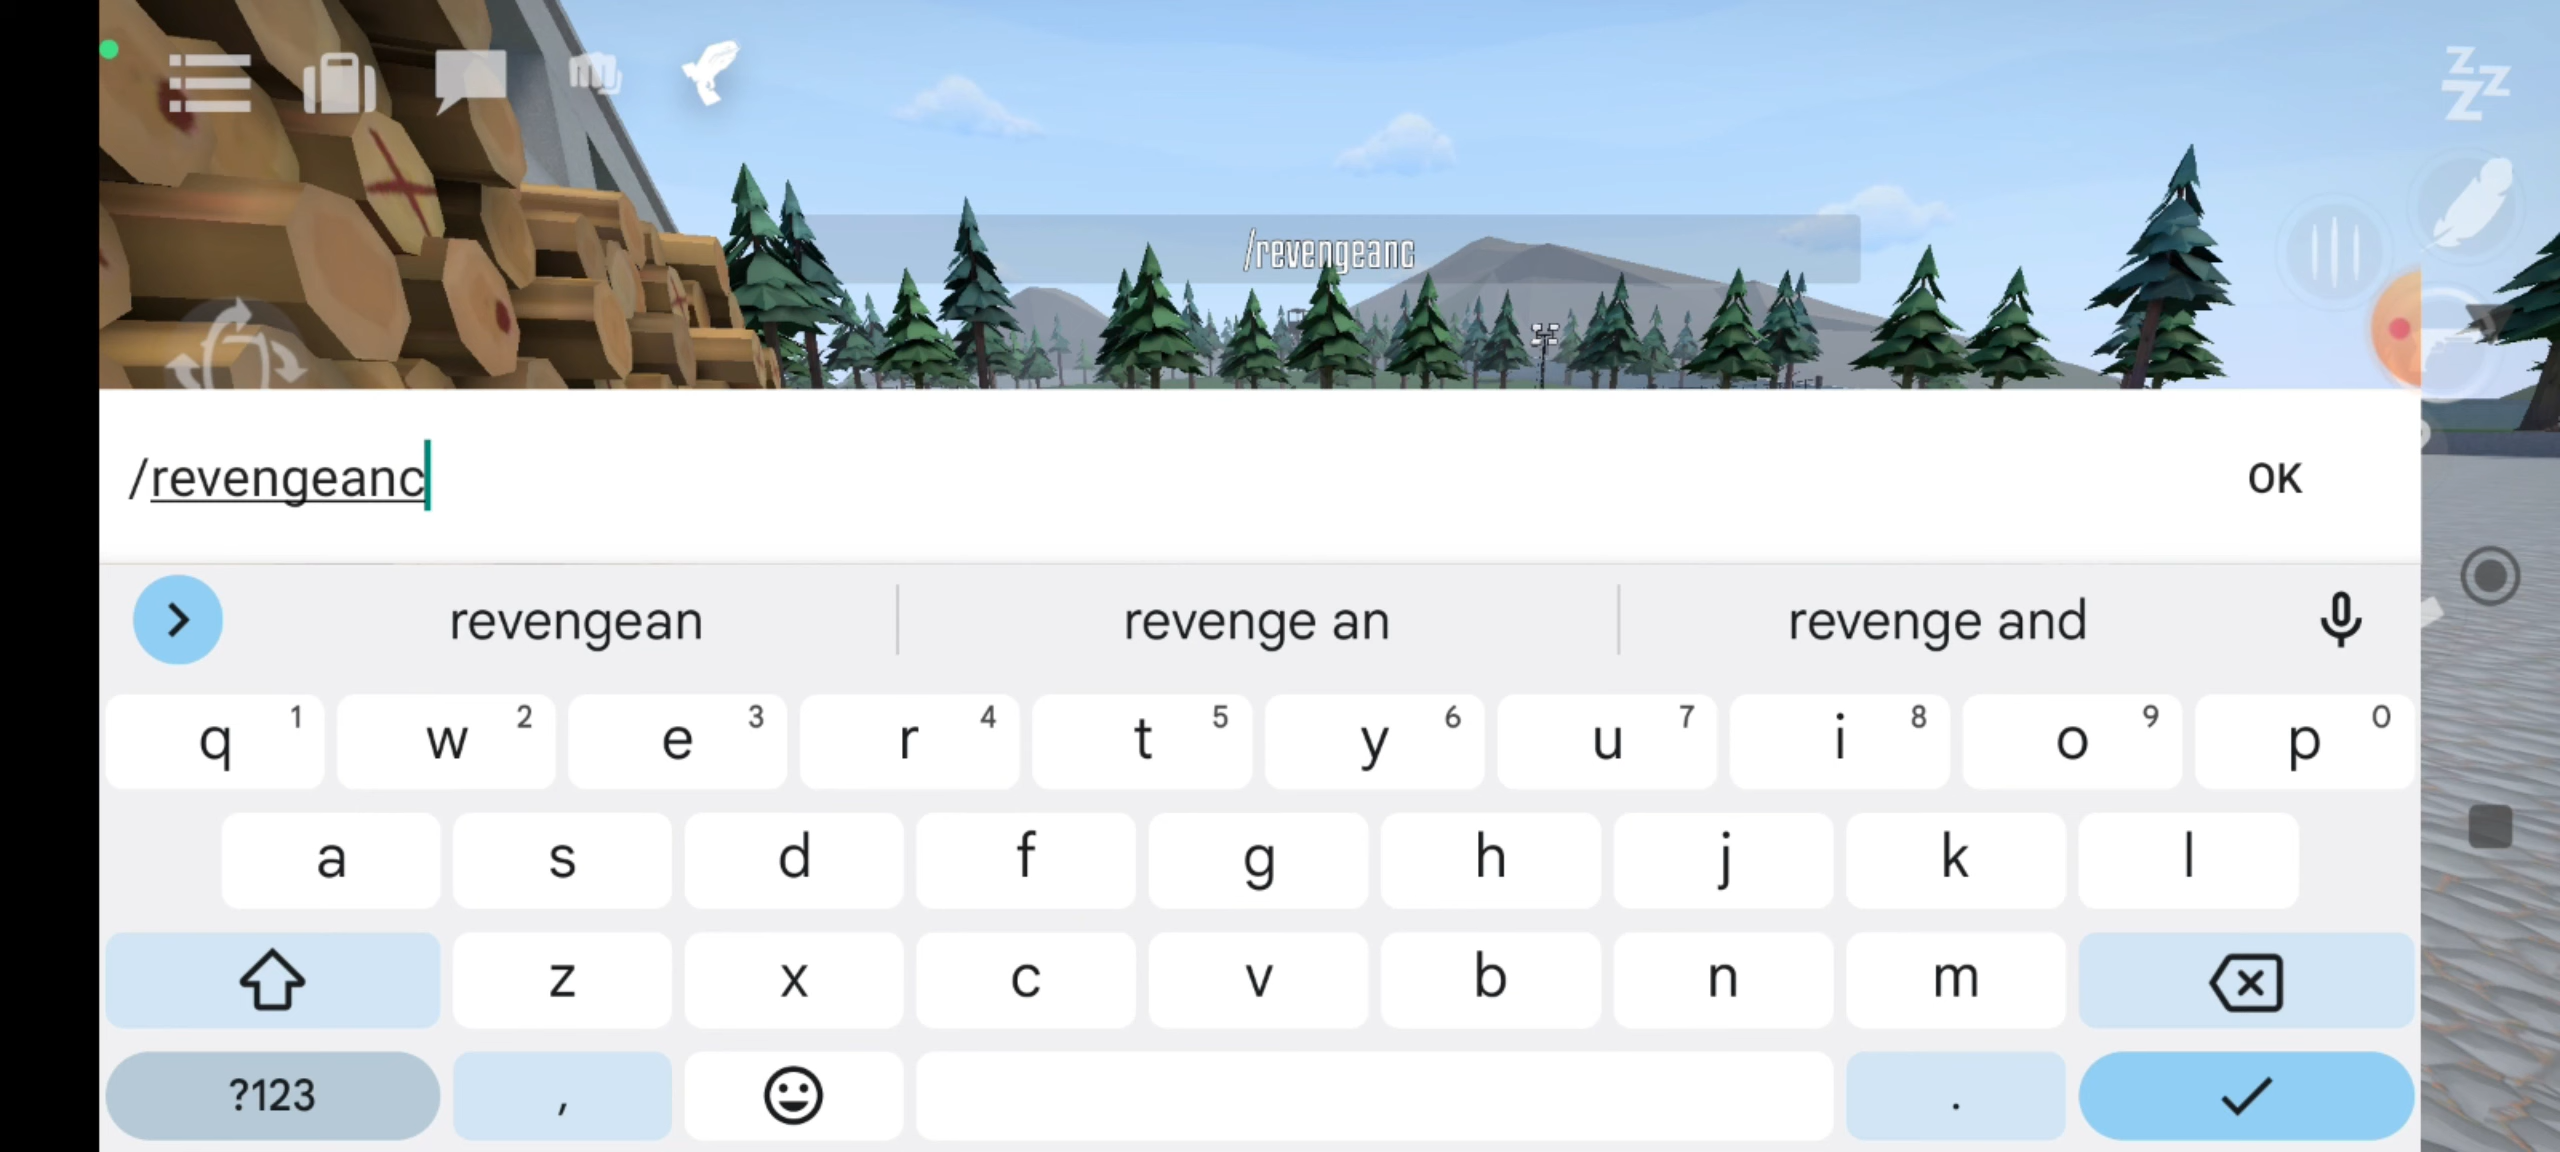 z z z
/revengeanc
/revengeanc OK
revengean revenge an revenge and
q 1 w 2 e 3 r 4 t 5 y 6 u 7 i 8 o 9 p 0
a s d f g h j k l
z x c v b n m
?123 , .